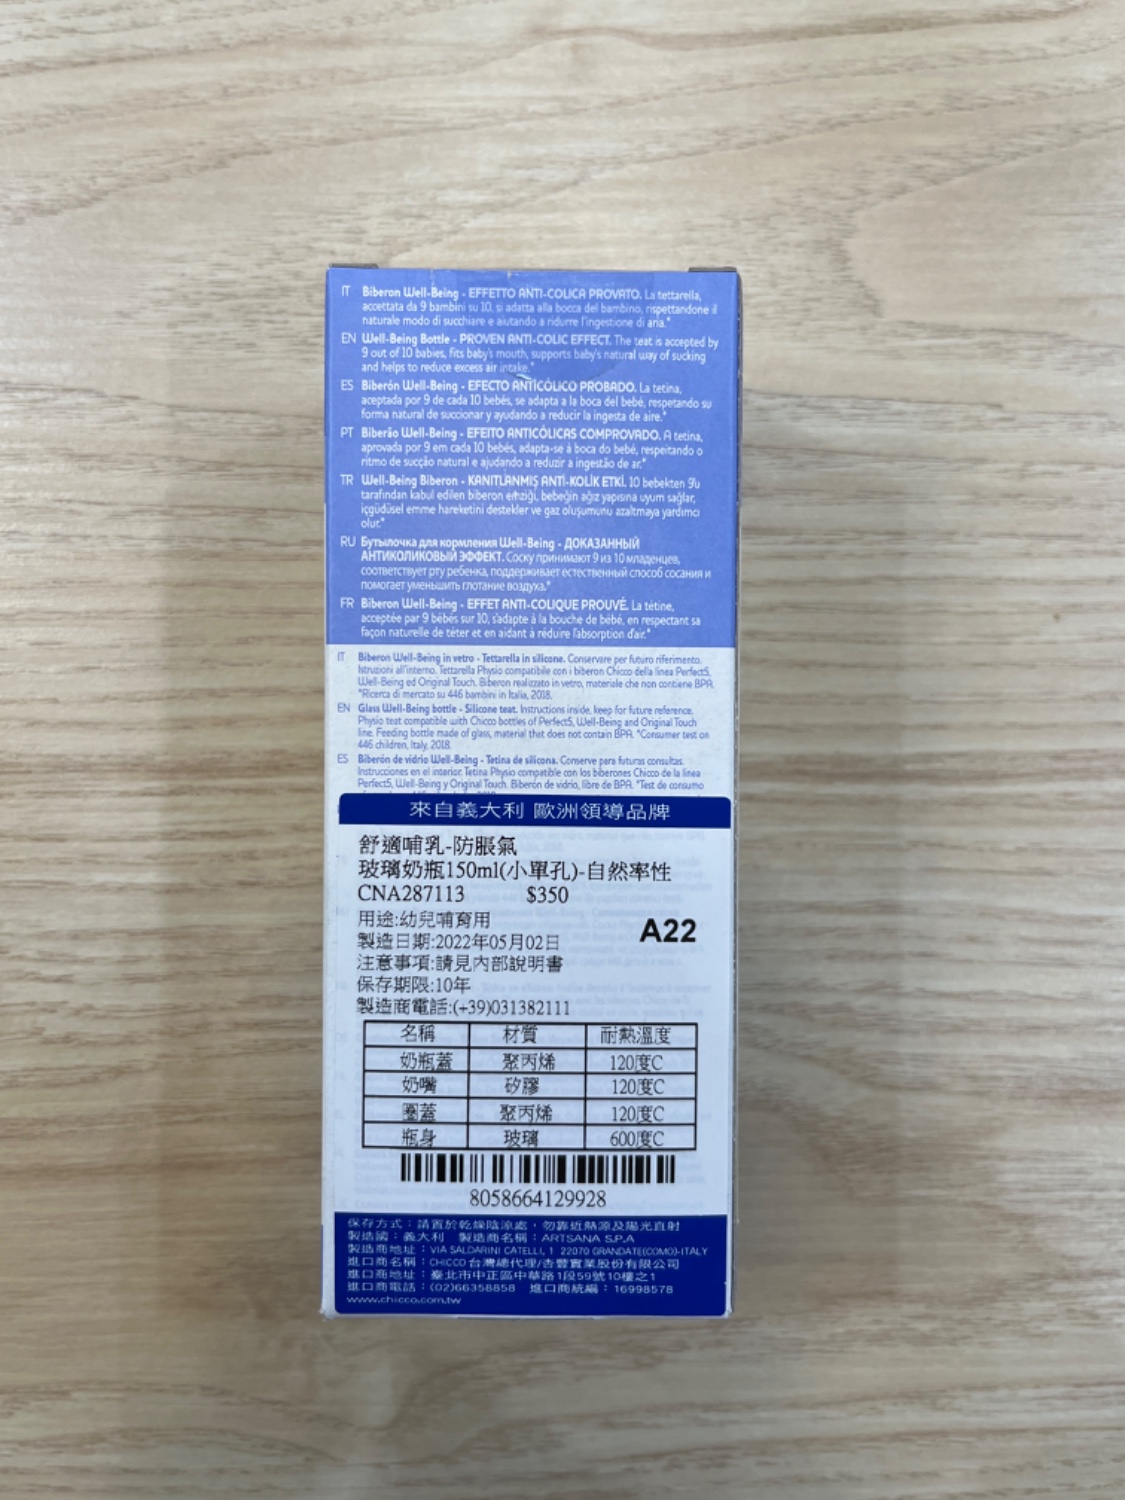 IT Biberon Well-Being - EFFETTO ANTI-COLICA PROVATO. La tettarella,
accettata da 9 bambini su 10, si adatta alla bocca del bambino, rispettandone il
naturale modo di succhiare e aiutando a ridurre l'ingestione di aria.*
EN Well-Being Bottle - PROVEN ANTI-COLIC EFFECT. The teat is accepted by
9 out of 10 babies, fits baby's mouth, supports baby's natural way of sucking
and helps to reduce excess air intake.*
ES Biberón Well-Being - EFECTO ANTICÓLICO PROBADO. La tetina,
aceptada por 9 de cada 10 bebés, se adapta a la boca del bebé, respetando su
forma natural de succionar y ayudando a reducir la ingesta de aire.*
PT Biberão Well-Being - EFEITO ANTICÓLICAS COMPROVADO. A tetina,
aprovada por 9 em cada 10 bebés, adapta-se à boca do bebé, respeitando o
ritmo de sucção natural e ajudando a reduzir a ingestão de ar.*
TR Well-Being Biberon - KANITLANMIŞ ANTİ-KOLİK ETKİ. 10 bebekten 9'u
tarafından kabul edilen biberon emziği, bebeğin ağız yapısına uyum sağlar,
içgüdüsel emme hareketini destekler ve gaz oluşumunu azaltmaya yardımcı
olur.*
RU Бутылочка для кормления Well-Being - ДОКАЗАННЫЙ
АНТИКОЛИКОВЫЙ ЭФФЕКТ. Соску принимают 9 из 10 младенцев,
соответствует рту ребенка, поддерживает естественный способ сосания и
помогает уменьшить глотание воздуха.*
FR Biberon Well-Being - EFFET ANTI-COLIQUE PROUVÉ. La tétine,
acceptée par 9 bébés sur 10, s'adapte à la bouche de bébé, en respectant sa
façon naturelle de téter et en aidant à réduire l'absorption d'air.*
IT Biberon Well-Being in vetro - Tettarella in silicone. Conservare per futuro riferimento.
Istruzioni all'interno. Tettarella Physio compatibile con i biberon Chicco della linea Perfect5,
Well-Being ed Original Touch. Biberon realizzato in vetro, materiale che non contiene BPA.
*Ricerca di mercato su 446 bambini in Italia, 2018.
EN Glass Well-Being bottle - Silicone teat. Instructions inside, keep for future reference.
Physio teat compatible with Chicco bottles of Perfect5, Well-Being and Original Touch
line. Feeding bottle made of glass, material that does not contain BPA. *Consumer test on
446 children, Italy, 2018.
ES Biberón de vidrio Well-Being - Tetina de silicona. Conserve para futuras consultas.
Instrucciones en el interior. Tetina Physio compatible con los biberones Chicco de la línea
Perfect5, Well-Being y Original Touch. Biberón de vidrio, libre de BPA. *Test de consumo
來自義大利 歐洲領導品牌
舒適哺乳-防脹氣
玻璃奶瓶150ml(小單孔)-自然率性
CNA287113 $350
用途:幼兒哺育用
A22
製造日期:2022年05月02日
注意事項:請見內部說明書
保存期限:10年
製造商電話:(+39)031382111
名稱 材質 耐熱溫度
奶瓶蓋 聚丙烯 120度C
奶嘴 矽膠 120度C
圈蓋 聚丙烯 120度C
瓶身 玻璃 600度C
8058664129928
保存方式：請置於乾燥陰涼處，勿靠近熱源及陽光直射
製造國：義大利 製造商名稱：ARTSANA S.P.A
製造商地址：VIA SALDARINI CATELLI, 1 22070 GRANDATE(COMO)-ITALY
進口商名稱：CHICCO台灣總代理/杏豐實業股份有限公司
進口商地址：臺北市中正區中華路1段59號10樓之1
進口商電話：(02)66358858 進口商統編：16998578
www.chicco.com.tw